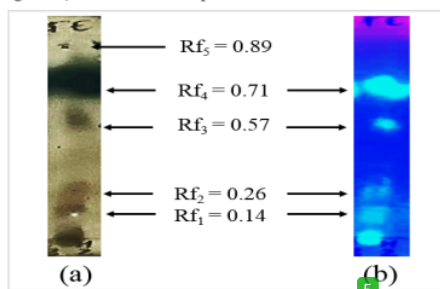 Rf₅ = 0.89
Rf₄ = 0.71
Rf₃ = 0.57
Rf₂ = 0.26
Rf₁ = 0.14
(a) (b)
F